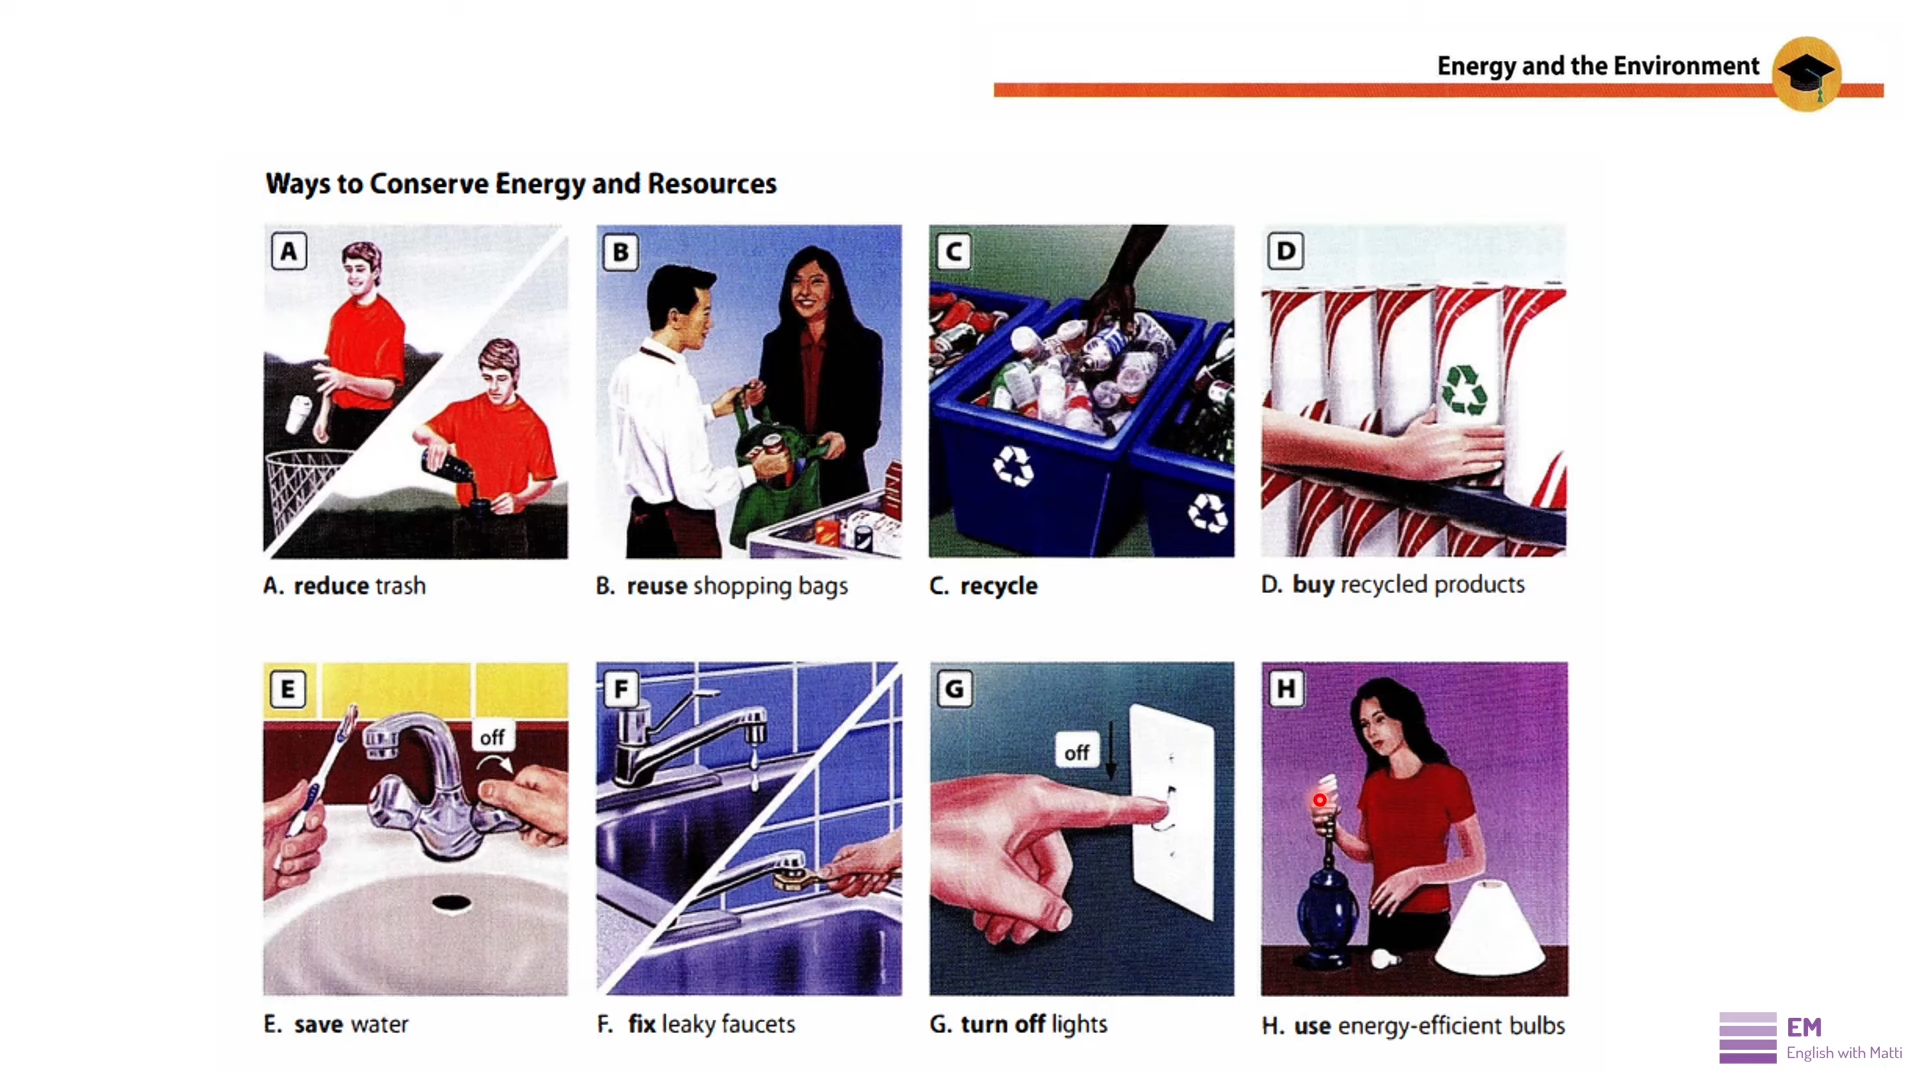 Energy and the Environment
Ways to Conserve Energy and Resources
A
B
C
D
A. reduce trash
B. reuse shopping bags
C. recycle
D. buy recycled products
E
off
F
G
off
H
E. save water
F. fix leaky faucets
G. turn off lights
H. use energy-efficient bulbs
EM
English with Matti